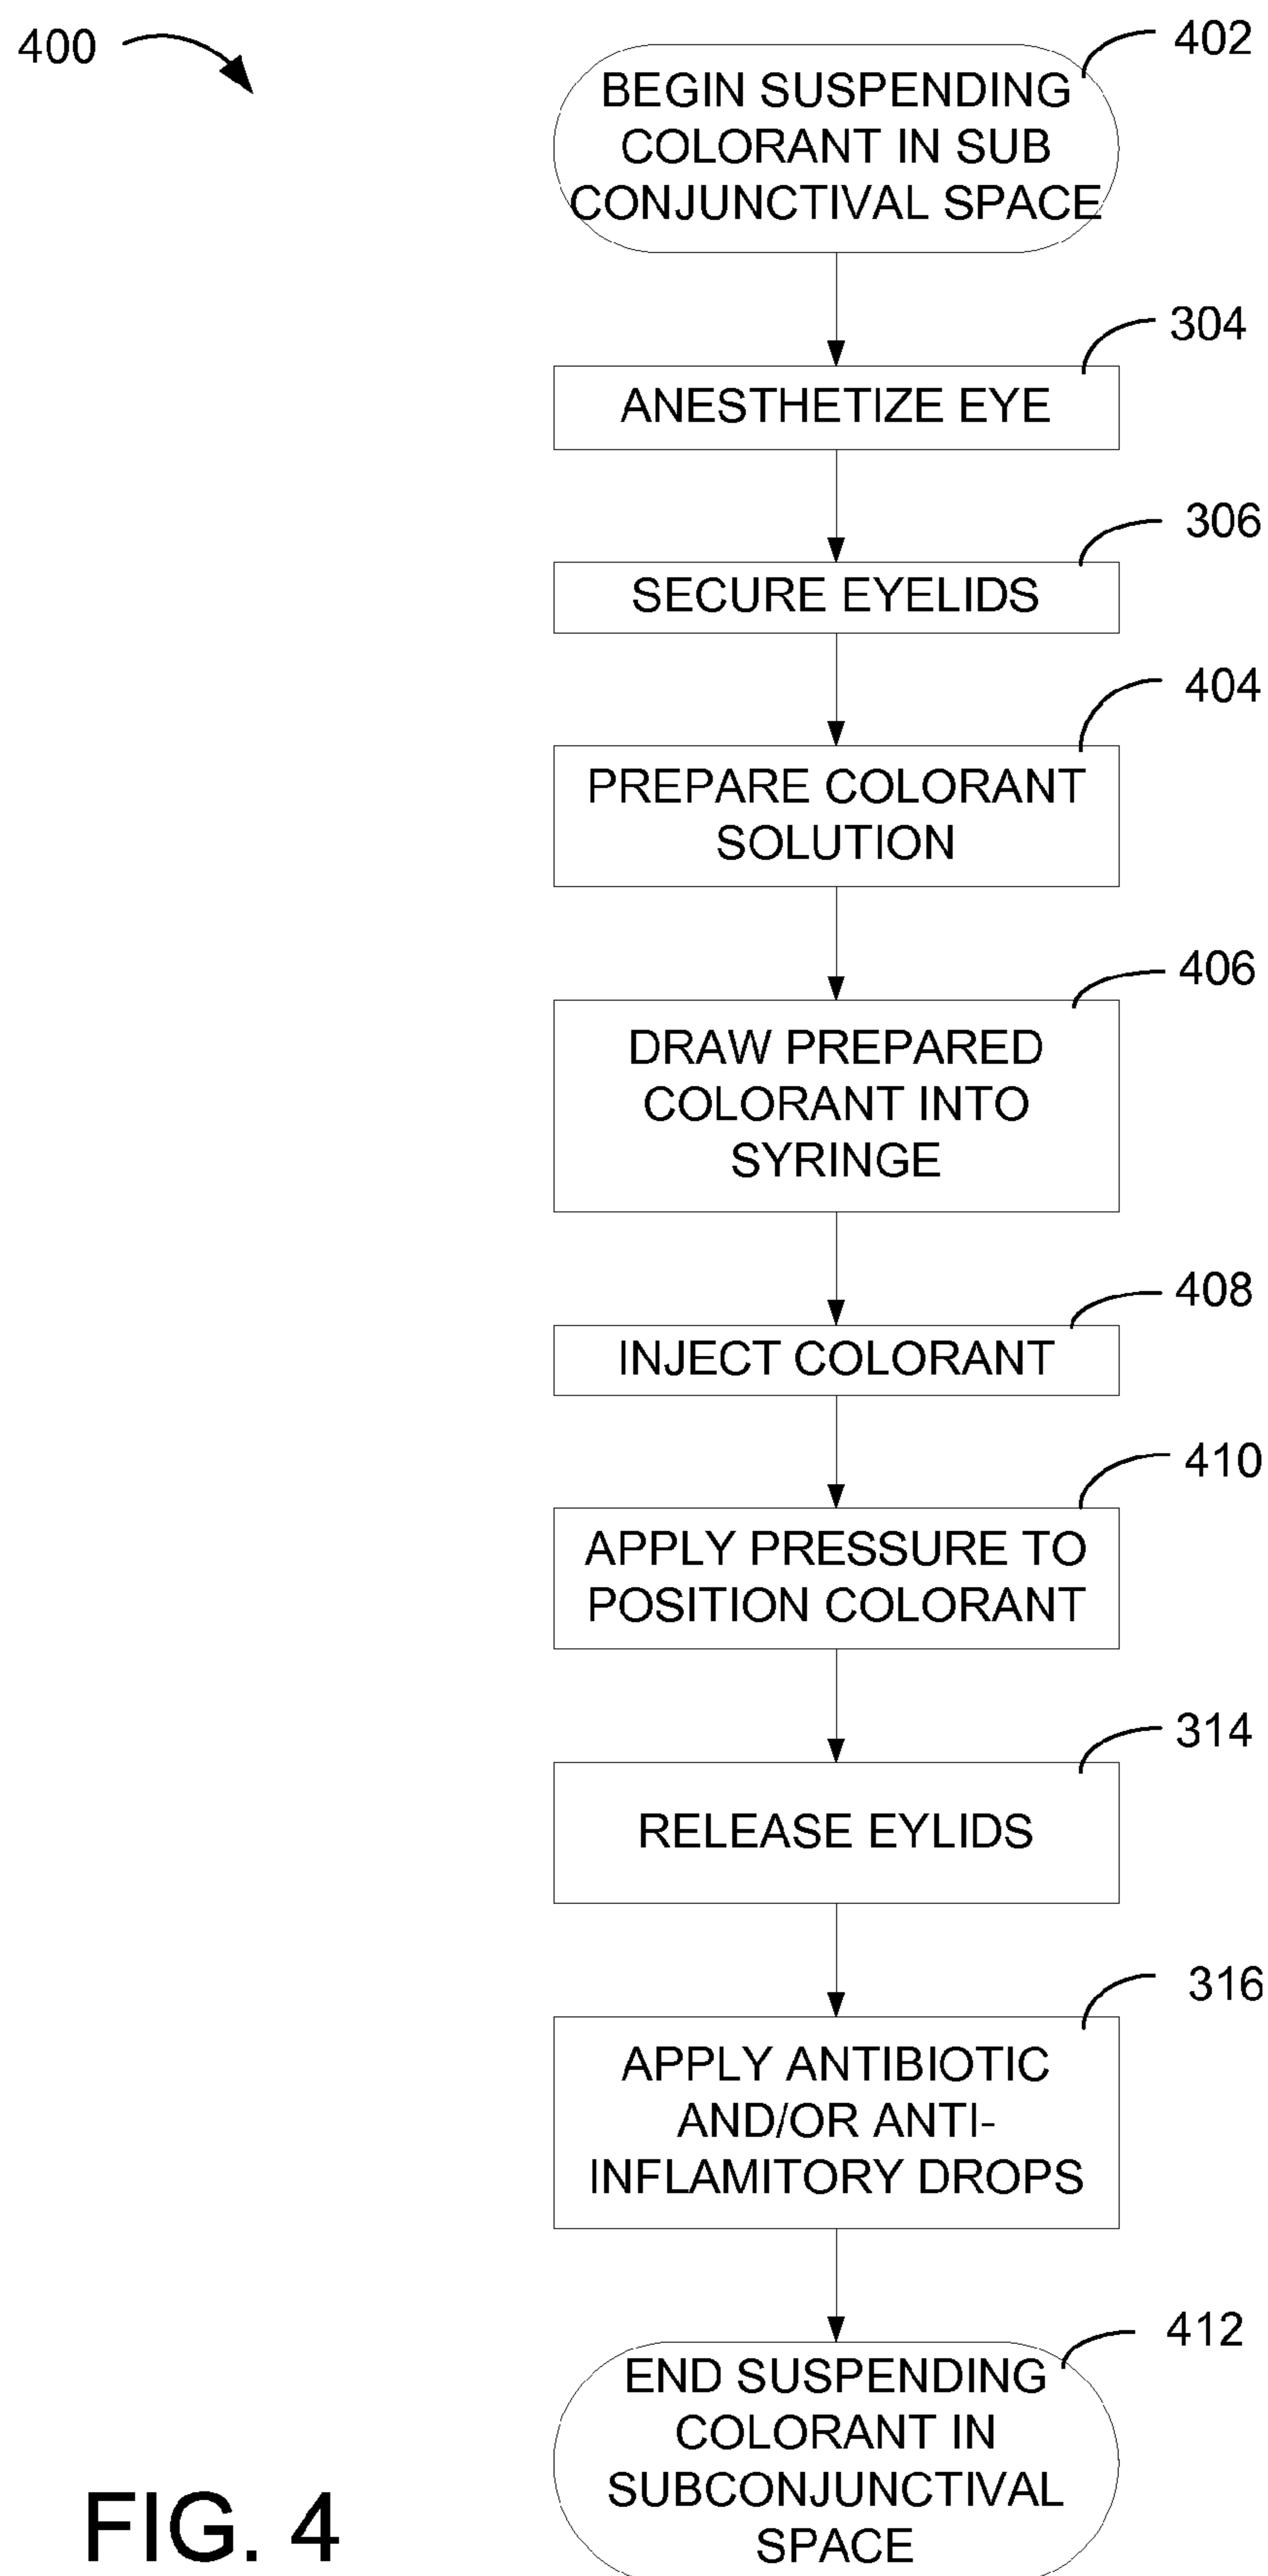 400
402
BEGIN SUSPENDING
COLORANT IN SUB
CONJUNCTIVAL SPACE
304
ANESTHETIZE EYE
306
SECURE EYELIDS
404
PREPARE COLORANT
SOLUTION
406
DRAW PREPARED
COLORANT INTO
SYRINGE
408
INJECT COLORANT
410
APPLY PRESSURE TO
POSITION COLORANT
314
RELEASE EYLIDS
316
APPLY ANTIBIOTIC
AND/OR ANTI-
INFLAMITORY DROPS
412
END SUSPENDING
COLORANT IN
SUBCONJUNCTIVAL
SPACE
FIG. 4